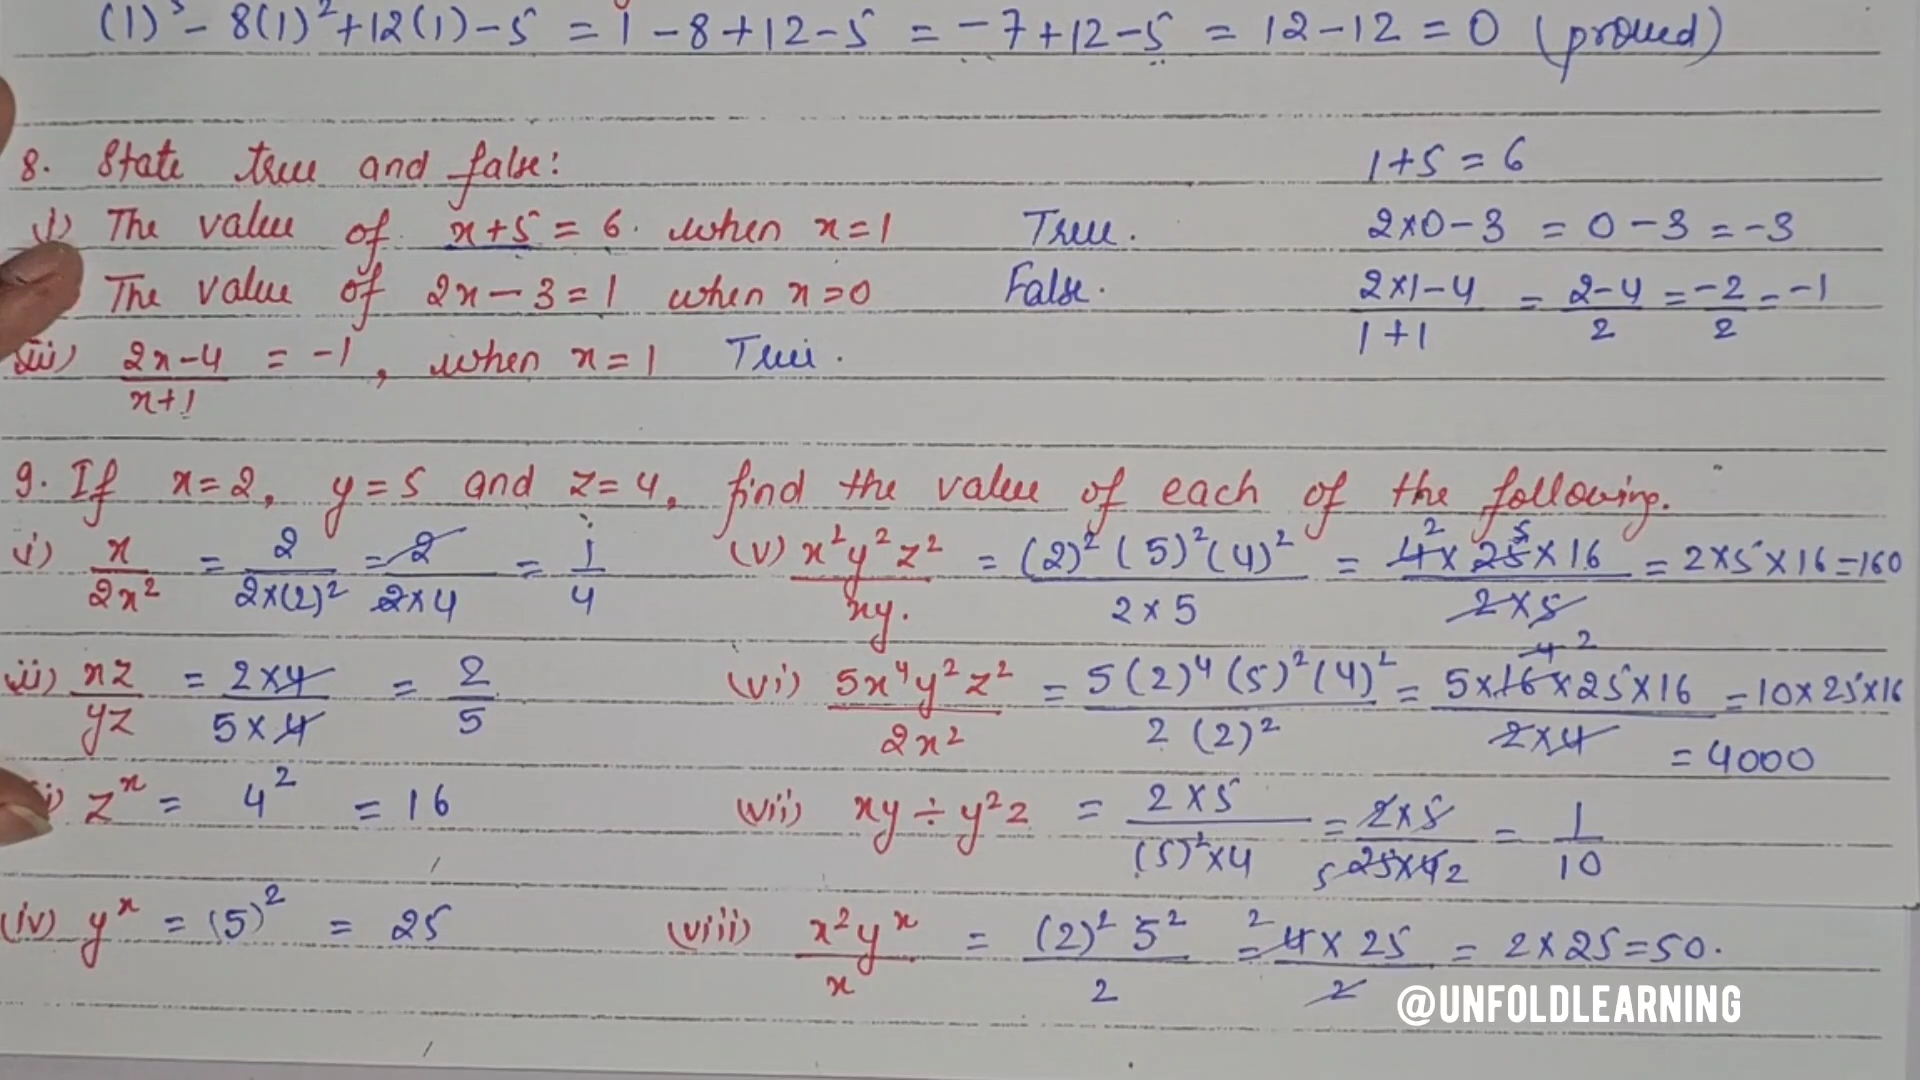 (1)³ - 8(1)² + 12(1) - 5 = 1 - 8 + 12 - 5 = -7 + 12 - 5 = 12 - 12 = 0 (proved)
8. State true and false:
i) The value of x+5 = 6. when x=1 True. 1+5 = 6
The value of 2x-3=1 when x=0 False. 2×0-3 = 0-3 = -3
iii) (2x-4)/(x+1) = -1, when x=1 True. (2×1-4)/(1+1) = (2-4)/2 = -2/2 = -1
9. If x=2, y=5 and z=4, find the value of each of the following.
i) x/2x² = 2/(2×(2)²) = 2/(2×4) = 1/4
(v) x²y²z²/xy. = (2)²(5)²(4)²/(2×5) = (4×25×16)/(2×5) = 2×5×16 = 160
ii) xz/yz = (2×4)/(5×4) = 2/5
(vi) 5x⁴y²z²/2x² = 5(2)⁴(5)²(4)²/2(2)² = (5×16×25×16)/(2×4) = 10×25×16
= 4000
z^x = 4² = 16
(vii) xy ÷ y²z = (2×5)/((5)²×4) = (2×5)/(25×4) = 1/10
(iv) y^x = (5)² = 25
(viii) x²y^x/x = (2)² 5²/2 = (4×25)/2 = 2×25 = 50.
@UNFOLDLEARNING